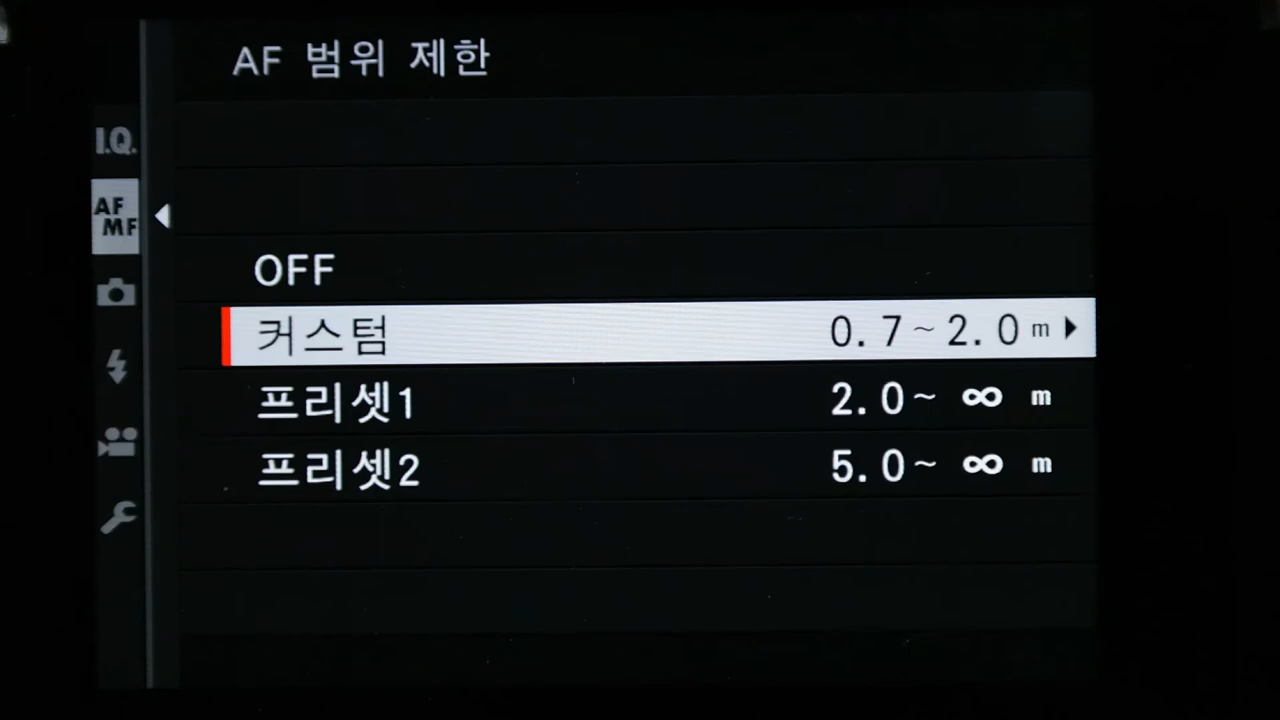 AF 범위 제한
I.Q.
AF
MF
OFF
커스텀 0.7~2.0 m
프리셋1 2.0~ ∞ m
프리셋2 5.0~ ∞ m